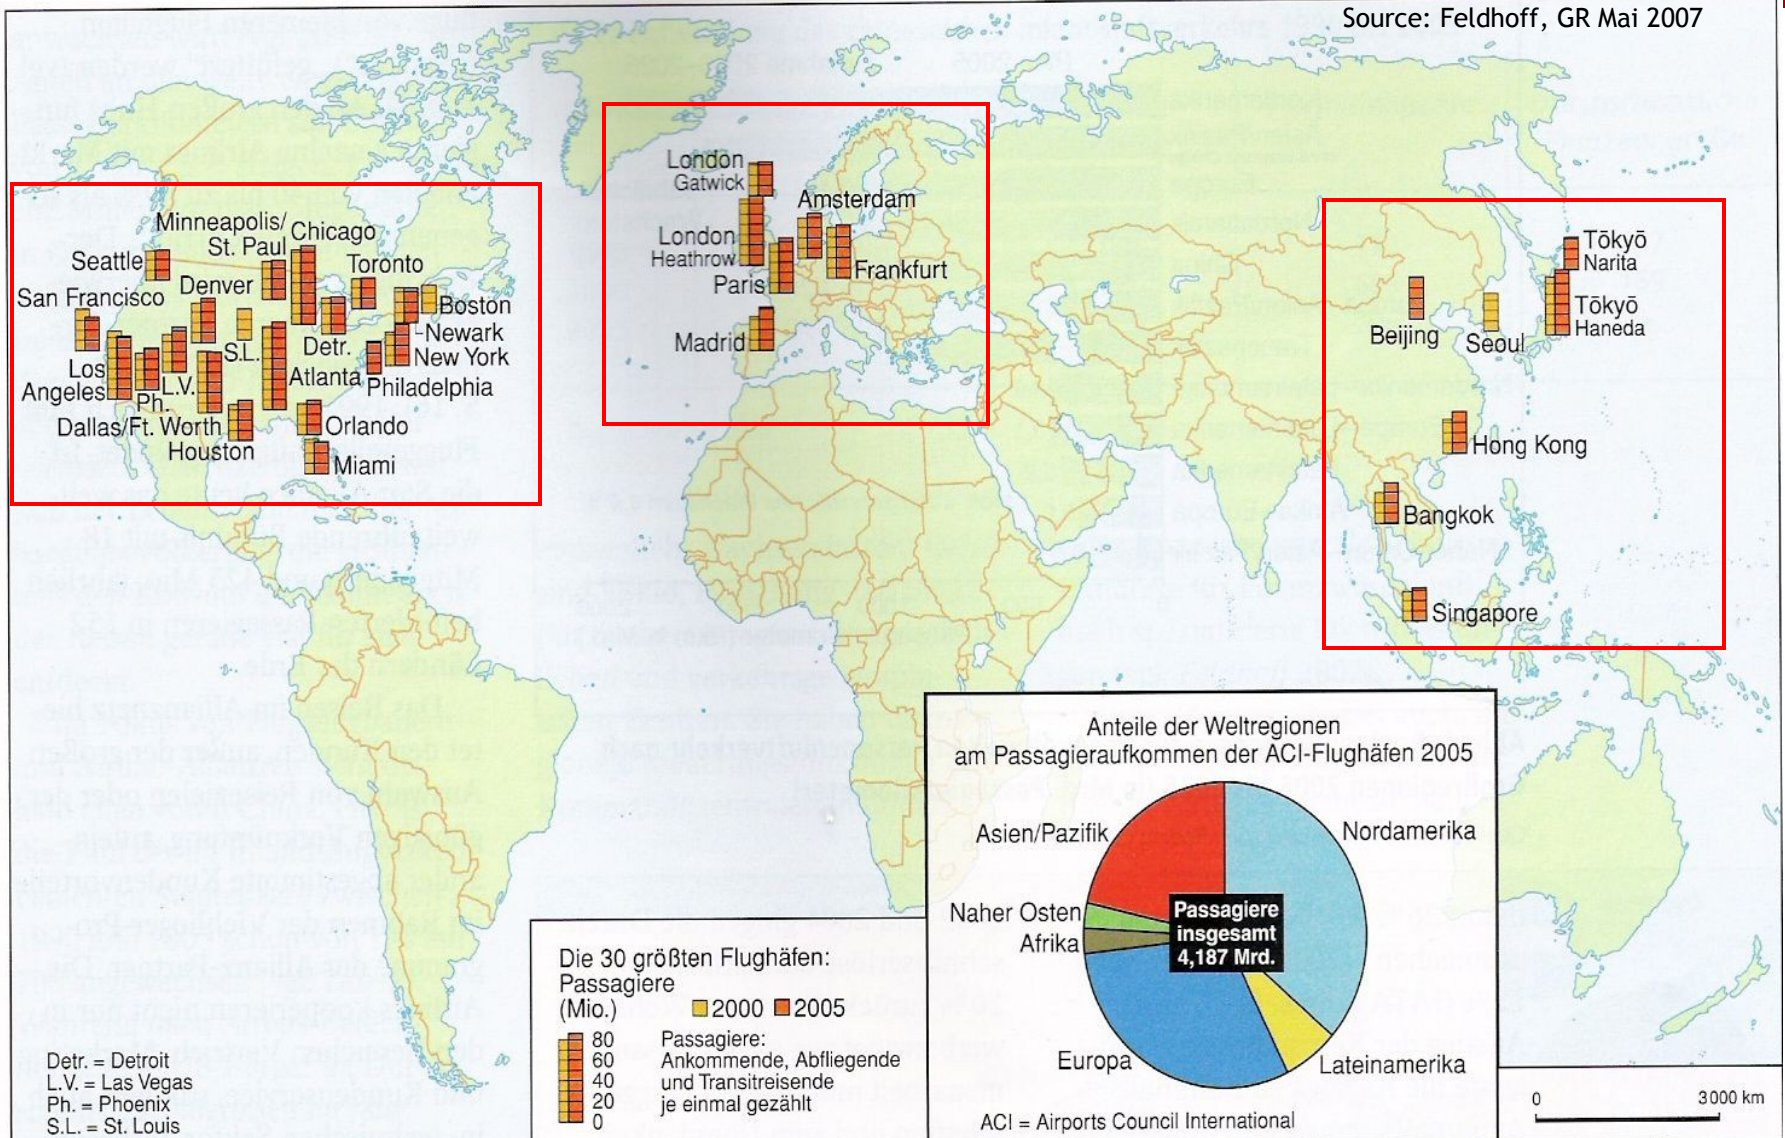 Source: Feldhoff, GR Mai 2007
London
Gatwick
Amsterdam
London
Heathrow
Paris
Frankfurt
Madrid
Minneapolis/
St. Paul
Chicago
Seattle
Toronto
Denver
San Francisco
Boston
Newark
New York
S.L.
Detr.
Los
Angeles
L.V.
Ph.
Atlanta
Philadelphia
Dallas/Ft. Worth
Houston
Orlando
Miami
Tōkyō
Narita
Tōkyō
Haneda
Beijing
Seoul
Hong Kong
Bangkok
Singapore
Anteile der Weltregionen
am Passagieraufkommen der ACI-Flughäfen 2005
Asien/Pazifik
Nordamerika
Naher Osten
Afrika
Passagiere
insgesamt
4,187 Mrd.
Europa
Lateinamerika
ACI = Airports Council International
Die 30 größten Flughäfen:
Passagiere
(Mio.)
2000 2005
80
60
40
20
0
Passagiere:
Ankommende, Abfliegende
und Transitreisende
je einmal gezählt
Detr. = Detroit
L.V. = Las Vegas
Ph. = Phoenix
S.L. = St. Louis
0 3000 km